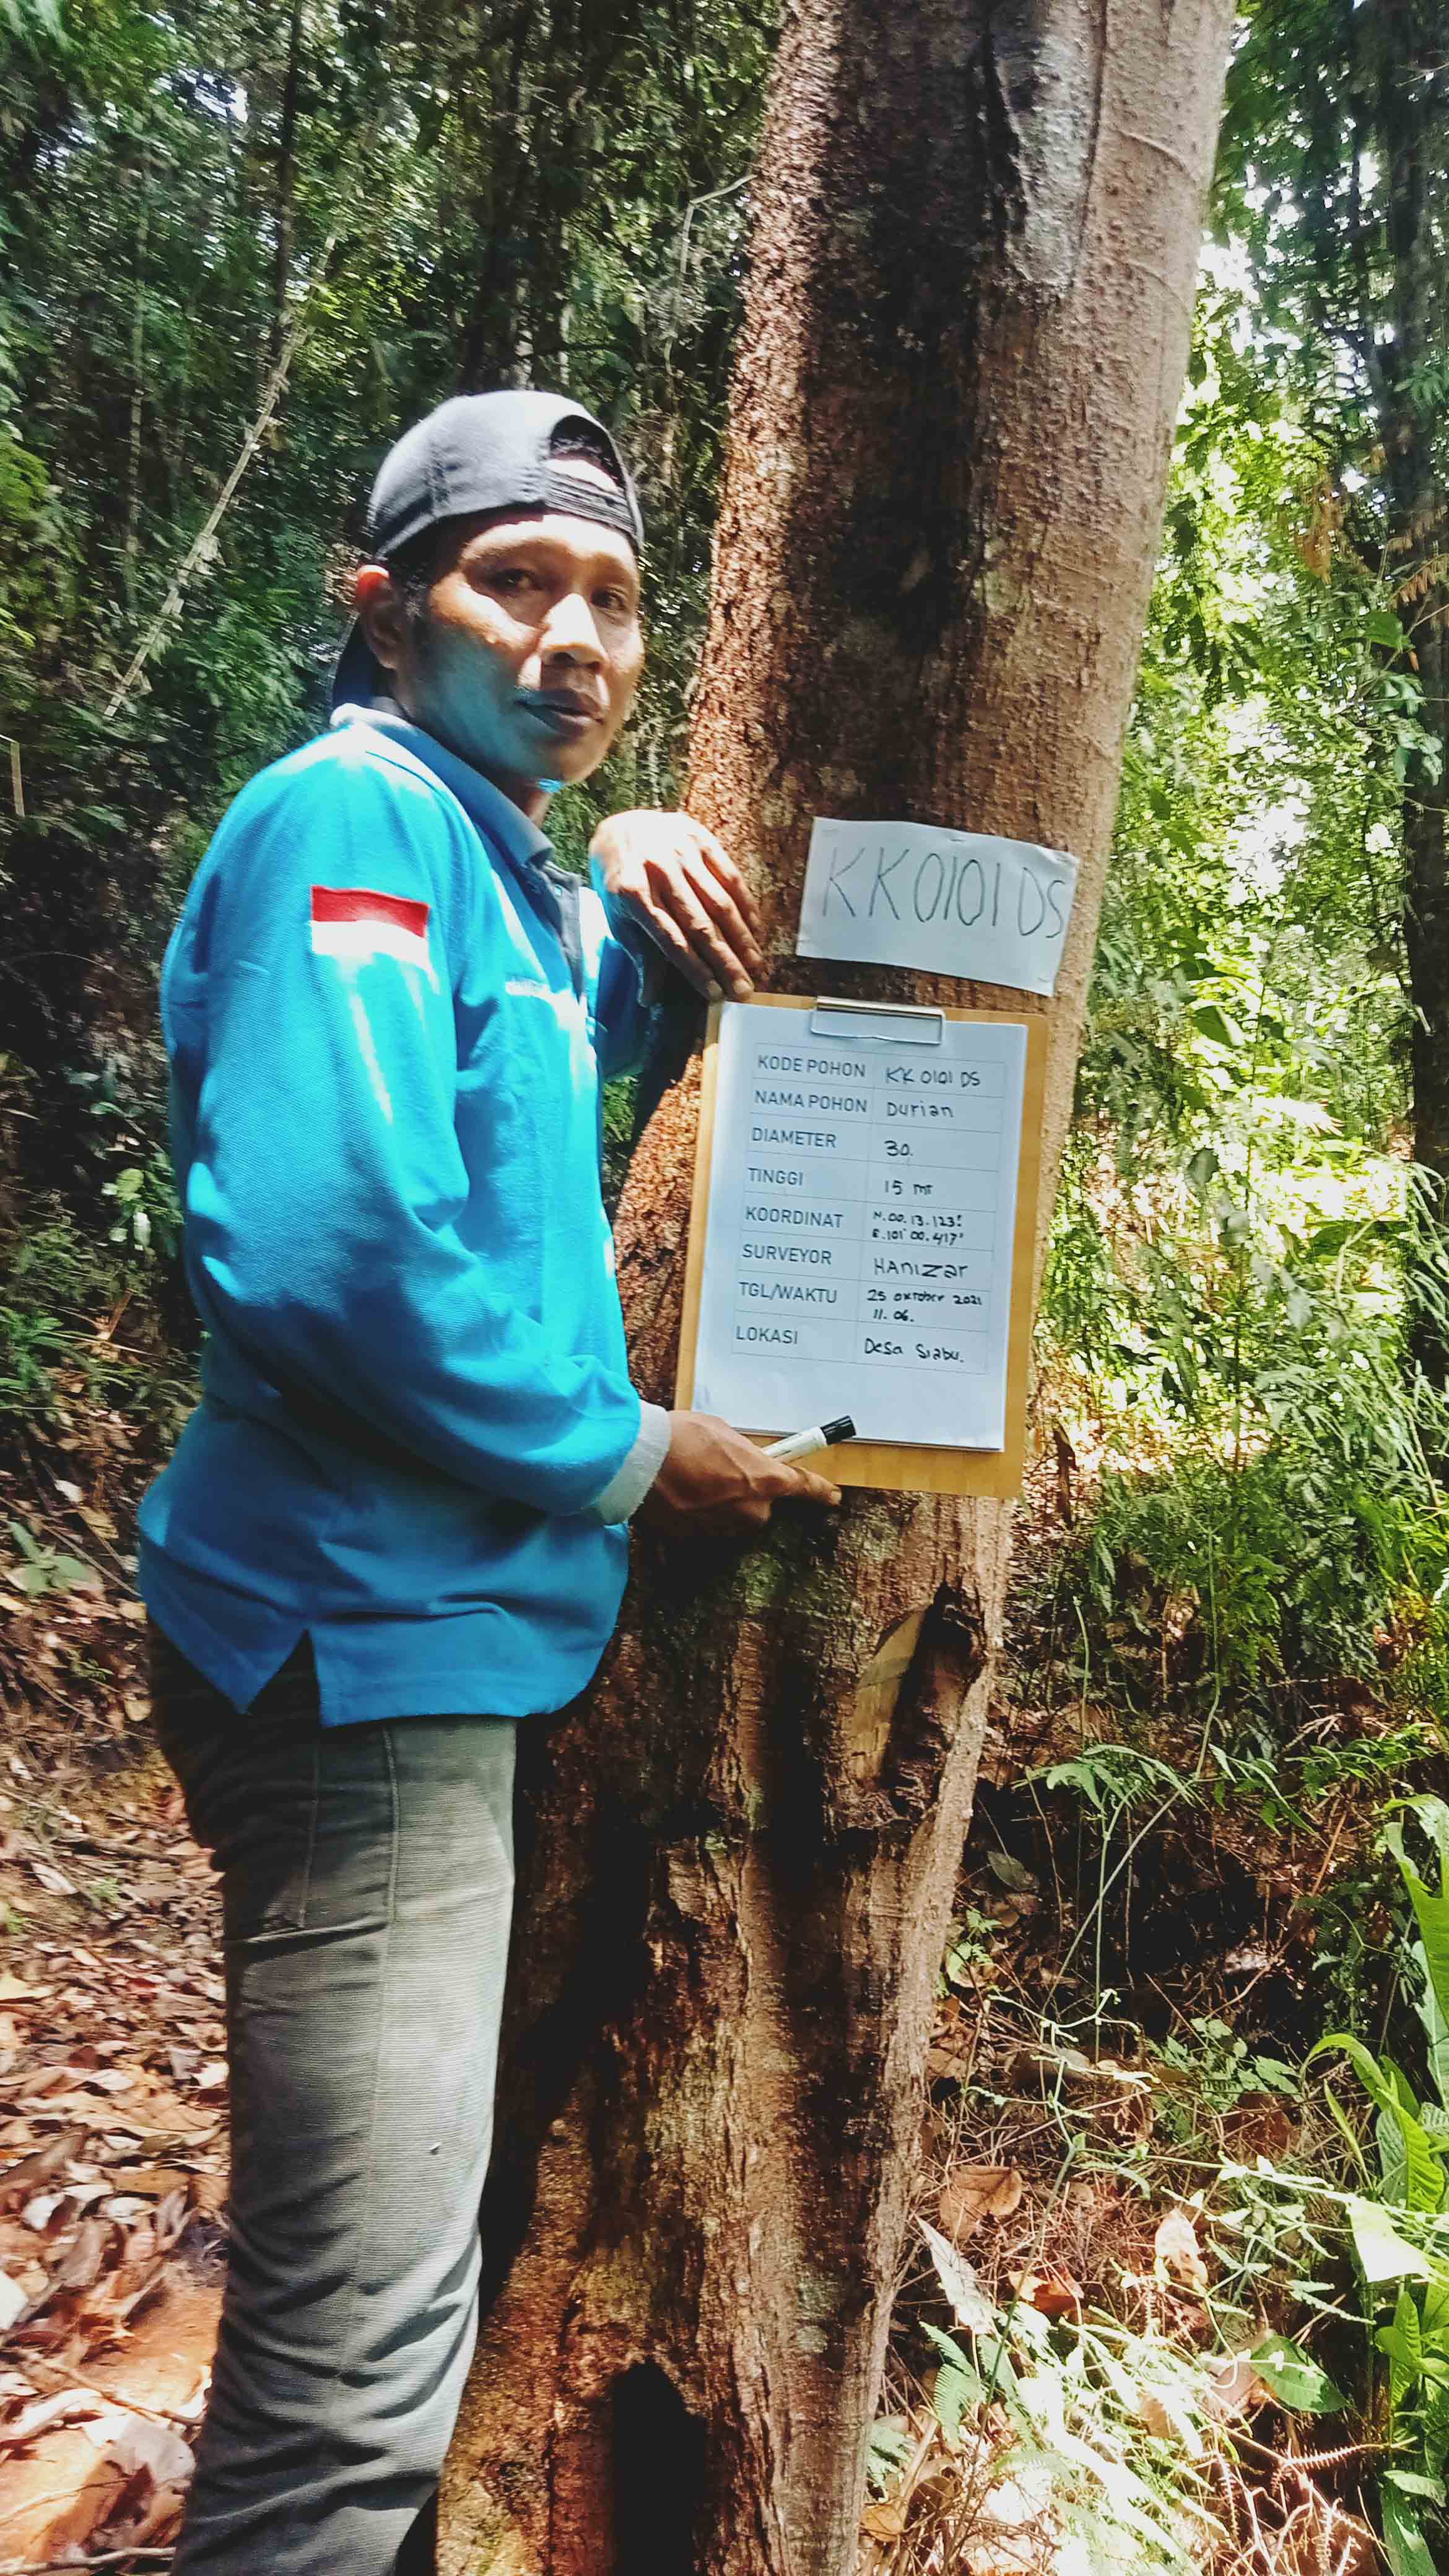 KK0101DS
KODE POHON KK 0101 DS
NAMA POHON Durian
DIAMETER 30.
TINGGI 15 mr
KOORDINAT N.00.13.123'
E.101° 00.417'
SURVEYOR HANIZAR
TGL/WAKTU 25 oktober 2021
11.06.
LOKASI Desa Siabu.